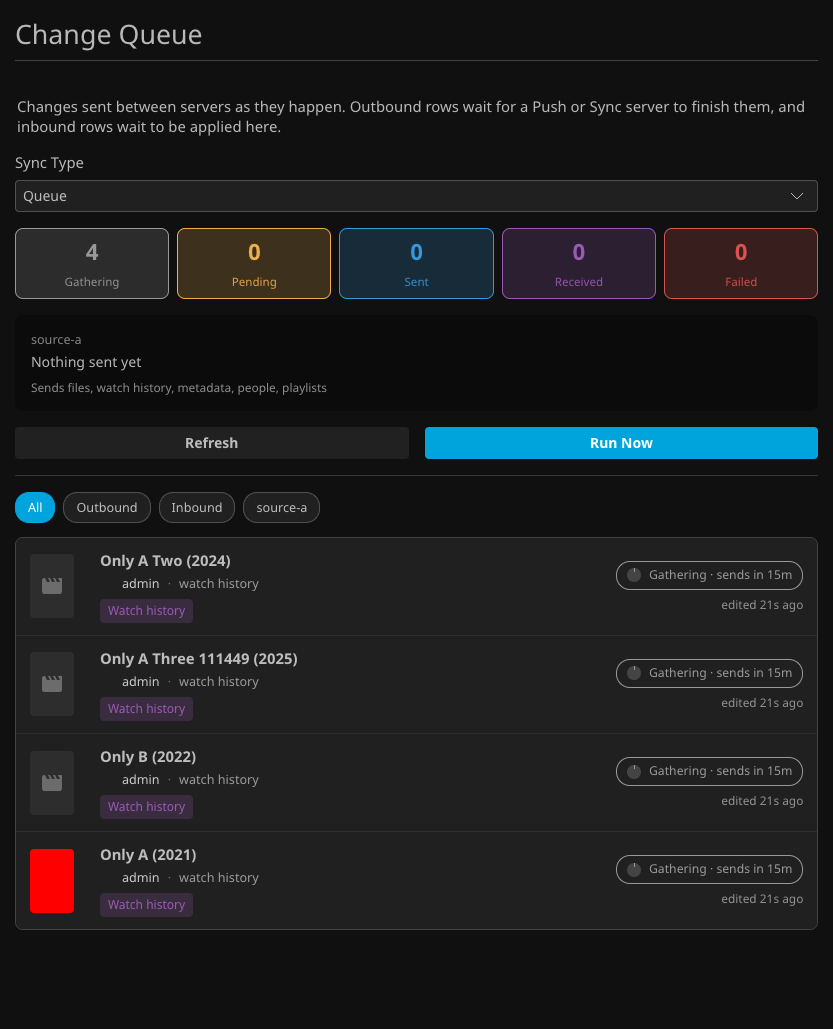 Change Queue
Changes sent between servers as they happen. Outbound rows wait for a Push or Sync server to finish them, and
inbound rows wait to be applied here.
Sync Type
Queue
4
Gathering
0
Pending
0
Sent
0
Received
0
Failed
source-a
Nothing sent yet
Sends files, watch history, metadata, people, playlists
Refresh
Run Now
All
Outbound
Inbound
source-a
Only A Two (2024)
admin · watch history
Watch history
Gathering · sends in 15m
edited 21s ago
Only A Three 111449 (2025)
admin · watch history
Watch history
Gathering · sends in 15m
edited 21s ago
Only B (2022)
admin · watch history
Watch history
Gathering · sends in 15m
edited 21s ago
Only A (2021)
admin · watch history
Watch history
Gathering · sends in 15m
edited 21s ago